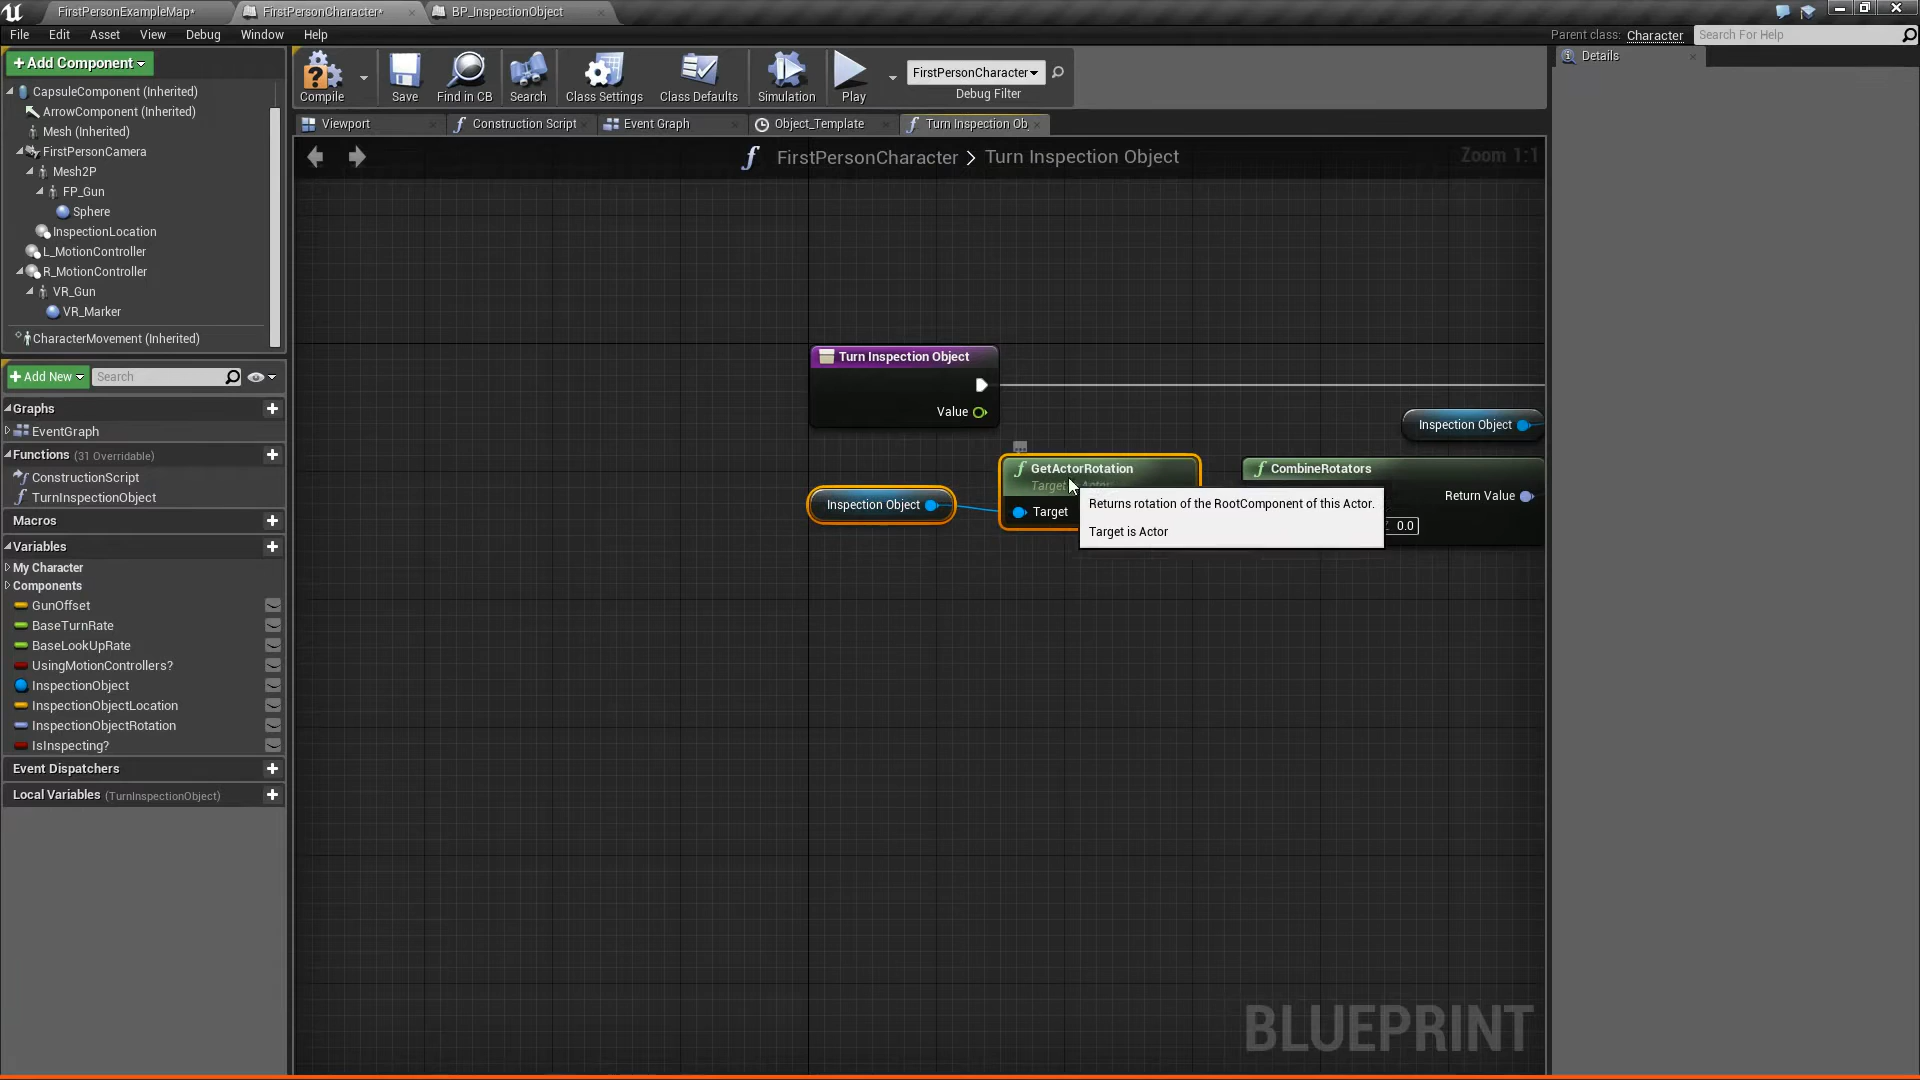 FirstPersonExampleMap*
FirstPersonCharacter*
BP_InspectionObject
File Edit Asset View Debug Window Help
Parent class: Character
Search For Help
+Add Component
CapsuleComponent (Inherited)
ArrowComponent (Inherited)
Mesh (Inherited)
FirstPersonCamera
Mesh2P
FP_Gun
Sphere
InspectionLocation
L_MotionController
R_MotionController
VR_Gun
VR_Marker
CharacterMovement (Inherited)
+Add New
Search
Graphs
EventGraph
Functions (31 Overridable)
ConstructionScript
TurnInspectionObject
Macros
Variables
My Character
Components
GunOffset
BaseTurnRate
BaseLookUpRate
UsingMotionControllers?
InspectionObject
InspectionObjectLocation
InspectionObjectRotation
IsInspecting?
Event Dispatchers
Local Variables (TurnInspectionObject)
Compile
Save
Find in CB
Search
Class Settings
Class Defaults
Simulation
Play
FirstPersonCharacter
Debug Filter
Viewport
Construction Script
Event Graph
Object_Template
Turn Inspection Ob
FirstPersonCharacter > Turn Inspection Object
Zoom 1:1
Turn Inspection Object
Value
Inspection Object
GetActorRotation
Target
Target
Inspection Object
CombineRotators
Return Value
Z 0.0
Returns rotation of the RootComponent of this Actor.
Target is Actor
BLUEPRINT
Details